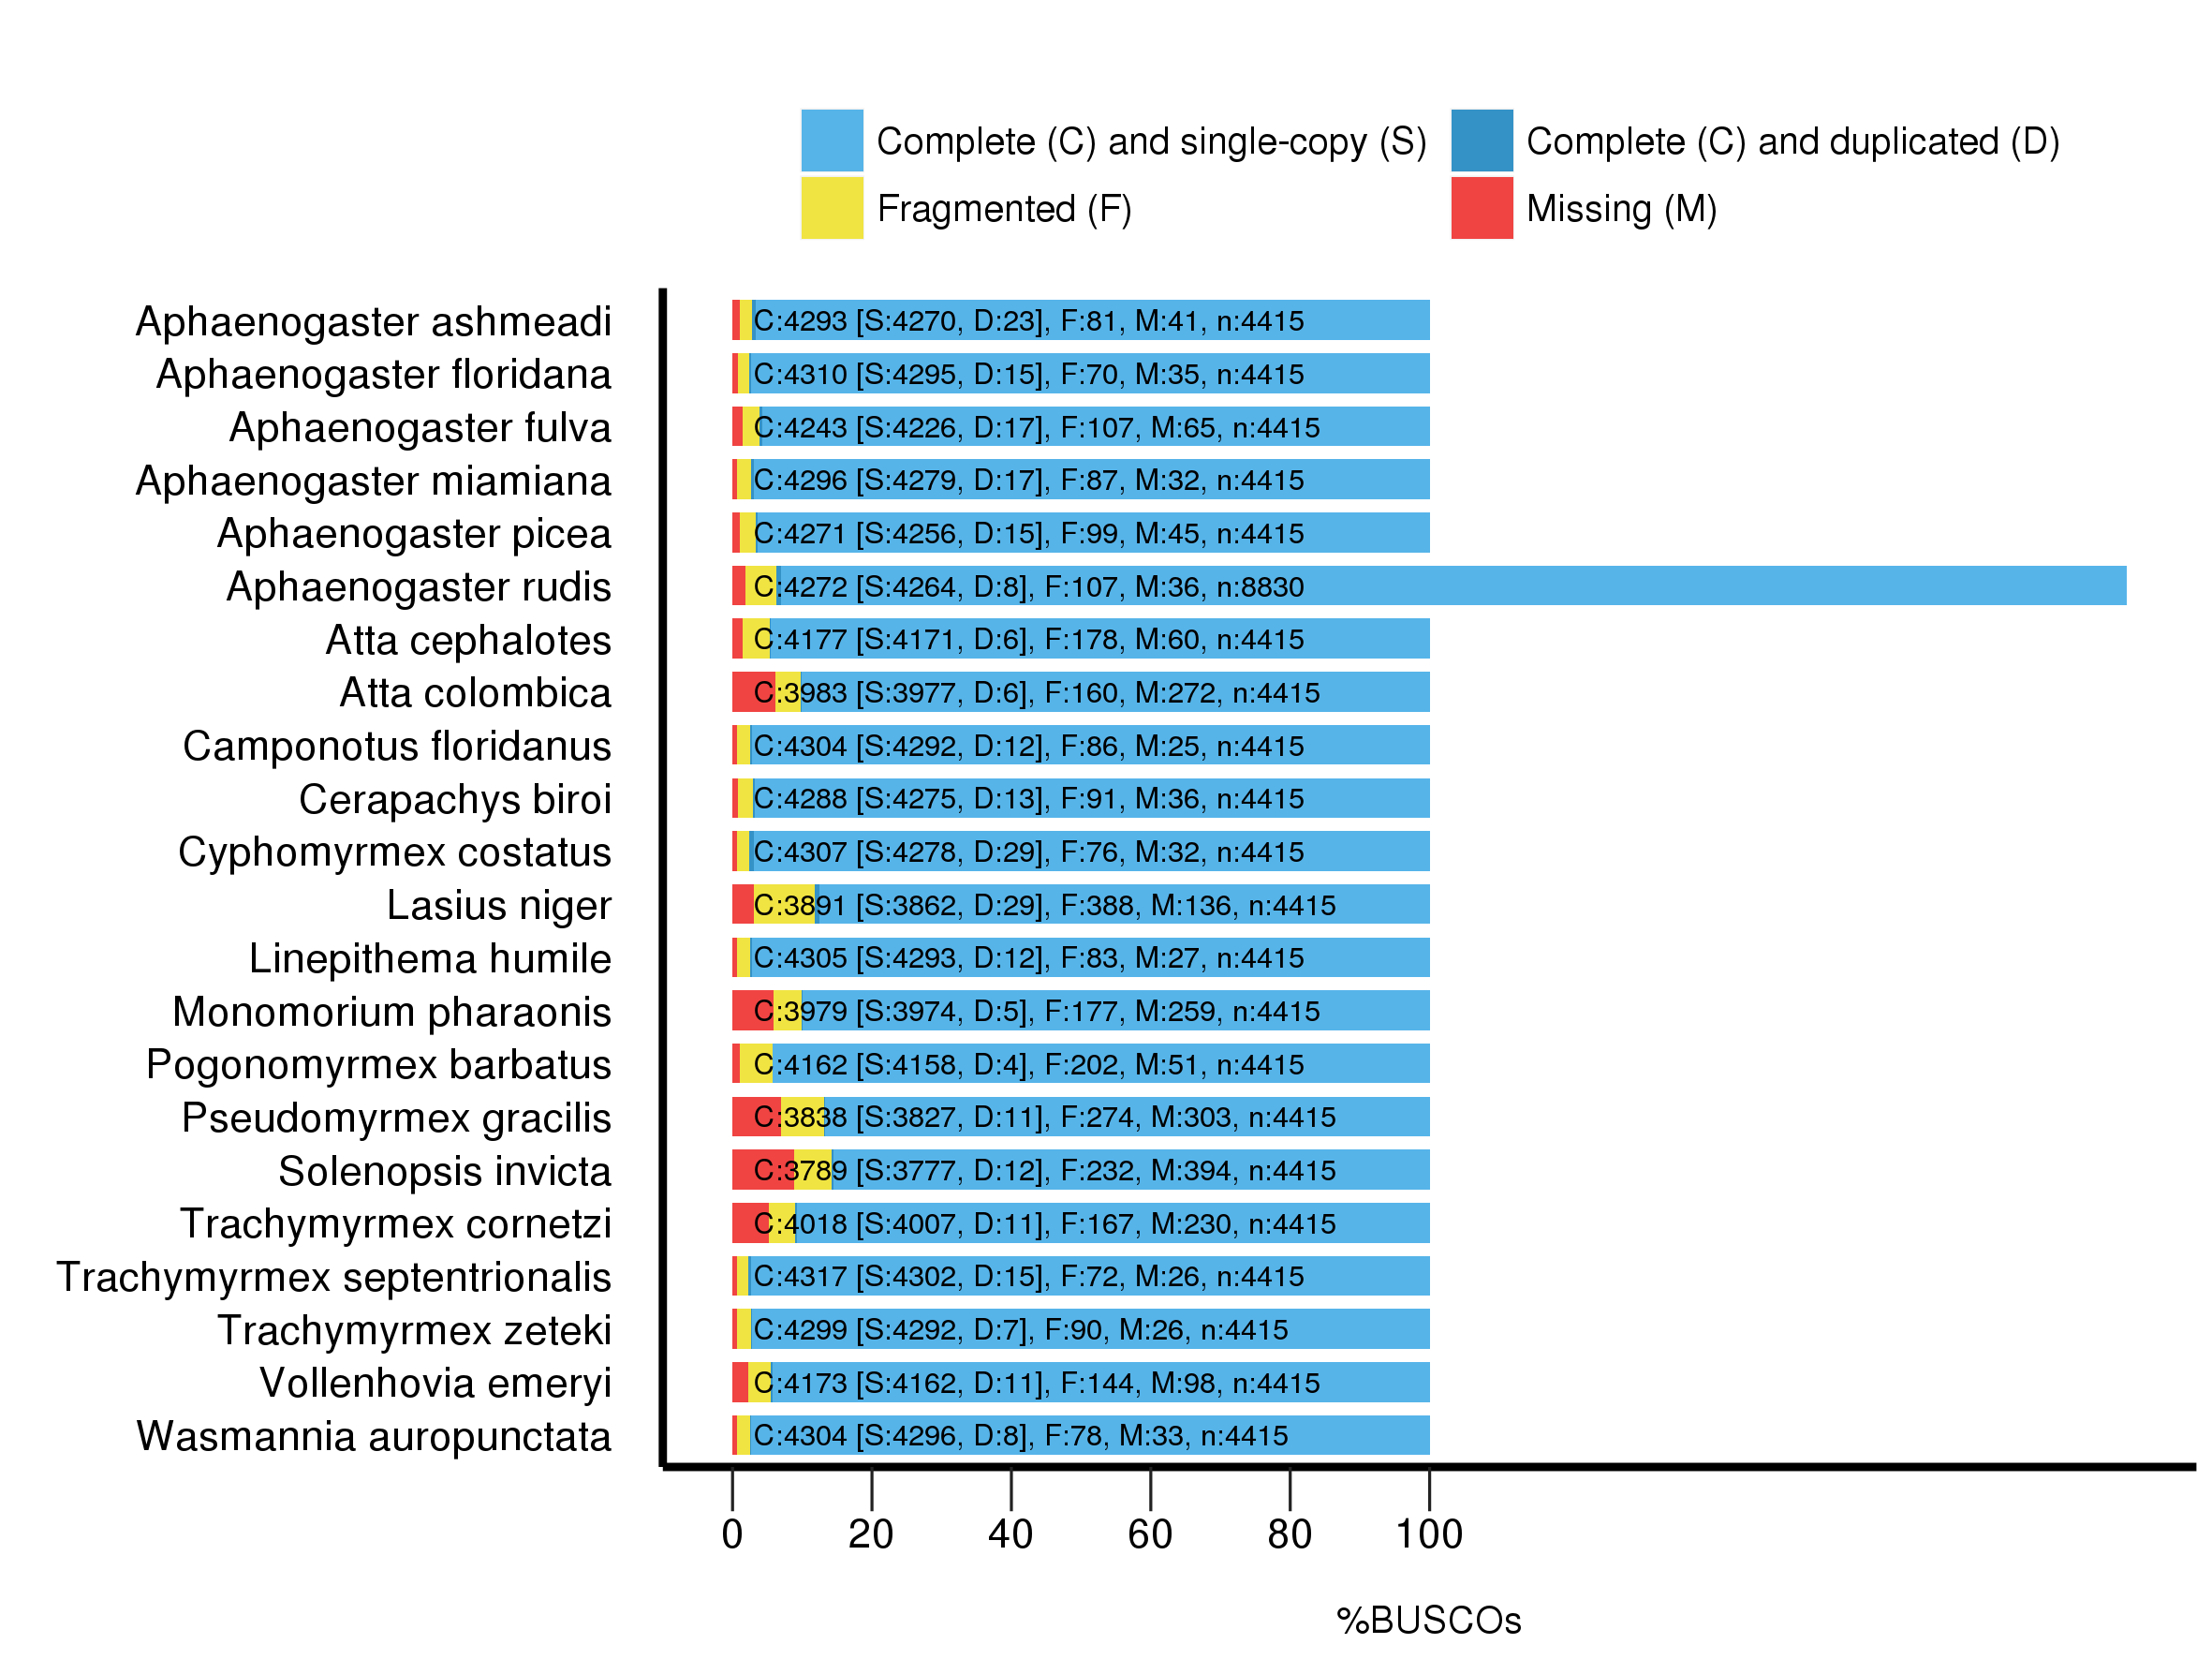 Complete (C) and single-copy (S) Complete (C) and duplicated (D)
Fragmented (F) Missing (M)
Aphaenogaster ashmeadi C:4293 [S:4270, D:23], F:81, M:41, n:4415
Aphaenogaster floridana C:4310 [S:4295, D:15], F:70, M:35, n:4415
Aphaenogaster fulva C:4243 [S:4226, D:17], F:107, M:65, n:4415
Aphaenogaster miamiana C:4296 [S:4279, D:17], F:87, M:32, n:4415
Aphaenogaster picea C:4271 [S:4256, D:15], F:99, M:45, n:4415
Aphaenogaster rudis C:4272 [S:4264, D:8], F:107, M:36, n:8830
Atta cephalotes C:4177 [S:4171, D:6], F:178, M:60, n:4415
Atta colombica C:3983 [S:3977, D:6], F:160, M:272, n:4415
Camponotus floridanus C:4304 [S:4292, D:12], F:86, M:25, n:4415
Cerapachys biroi C:4288 [S:4275, D:13], F:91, M:36, n:4415
Cyphomyrmex costatus C:4307 [S:4278, D:29], F:76, M:32, n:4415
Lasius niger C:3891 [S:3862, D:29], F:388, M:136, n:4415
Linepithema humile C:4305 [S:4293, D:12], F:83, M:27, n:4415
Monomorium pharaonis C:3979 [S:3974, D:5], F:177, M:259, n:4415
Pogonomyrmex barbatus C:4162 [S:4158, D:4], F:202, M:51, n:4415
Pseudomyrmex gracilis C:3838 [S:3827, D:11], F:274, M:303, n:4415
Solenopsis invicta C:3789 [S:3777, D:12], F:232, M:394, n:4415
Trachymyrmex cornetzi C:4018 [S:4007, D:11], F:167, M:230, n:4415
Trachymyrmex septentrionalis C:4317 [S:4302, D:15], F:72, M:26, n:4415
Trachymyrmex zeteki C:4299 [S:4292, D:7], F:90, M:26, n:4415
Vollenhovia emeryi C:4173 [S:4162, D:11], F:144, M:98, n:4415
Wasmannia auropunctata C:4304 [S:4296, D:8], F:78, M:33, n:4415
0 20 40 60 80 100
%BUSCOs